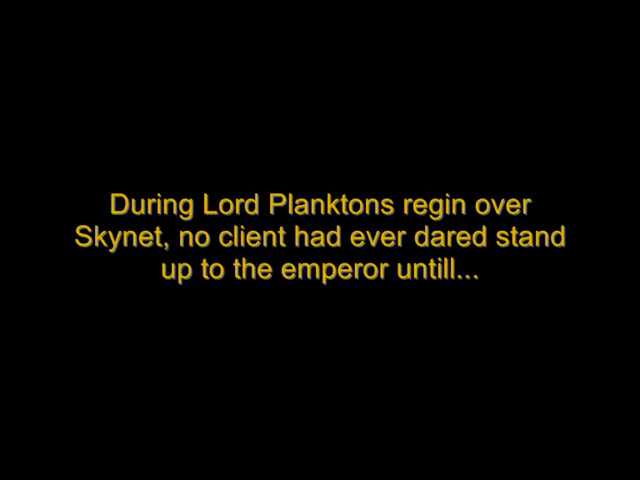 During Lord Planktons regin over
Skynet, no client had ever dared stand
up to the emperor untill...